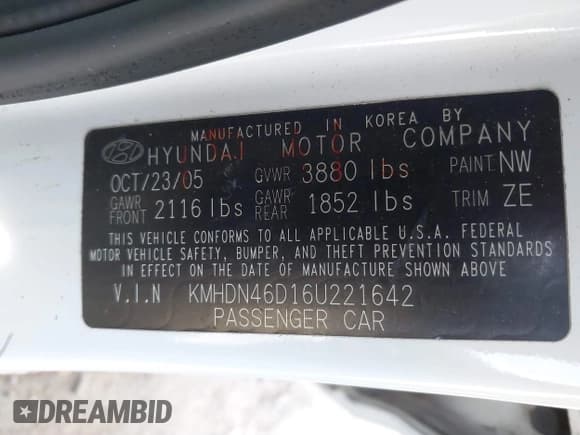 MANUFACTURED IN KOREA BY
HYUNDAI MOTOR COMPANY
OCT/23/05 GVWR 3880 lbs PAINT: NW
GAWR FRONT 2116 lbs GAWR REAR 1852 lbs TRIM ZE
THIS VEHICLE CONFORMS TO ALL APPLICABLE U.S.A. FEDERAL
MOTOR VEHICLE SAFETY, BUMPER, AND THEFT PREVENTION STANDARDS
IN EFFECT ON THE DATE OF MANUFACTURE SHOWN ABOVE
V.I.N KMHDN46D16U221642
PASSENGER CAR
DREAMBID